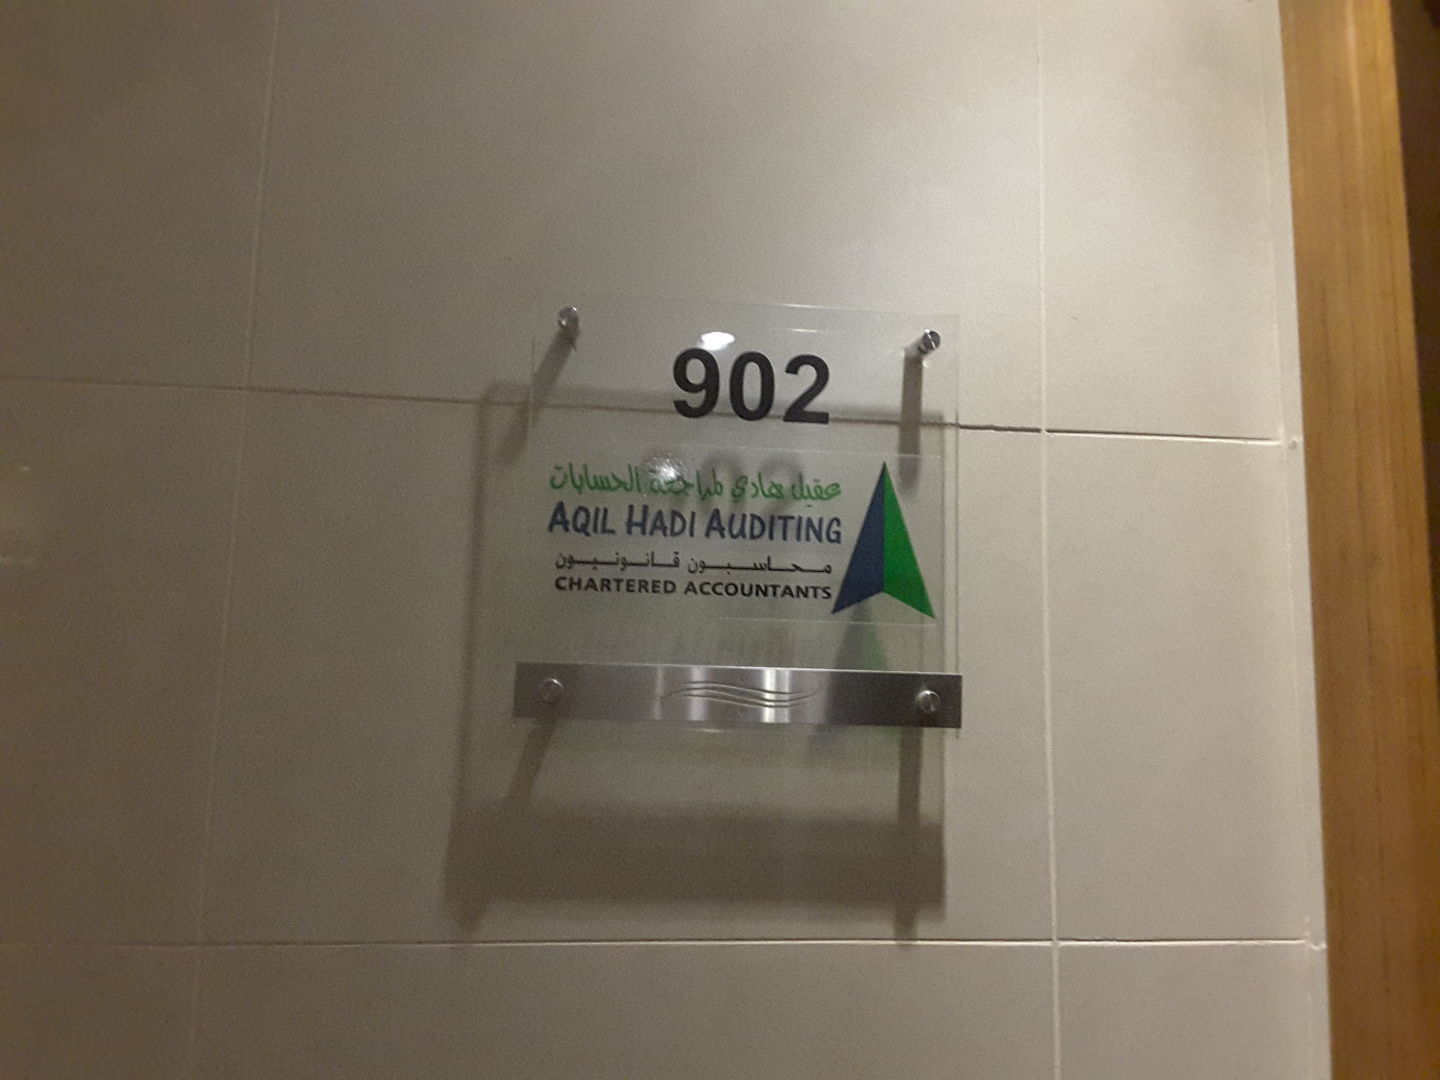 902
عقيل هادي لمراجعة الحسابات
AQIL HADI AUDITING
محاسبون قانونيون
CHARTERED ACCOUNTANTS